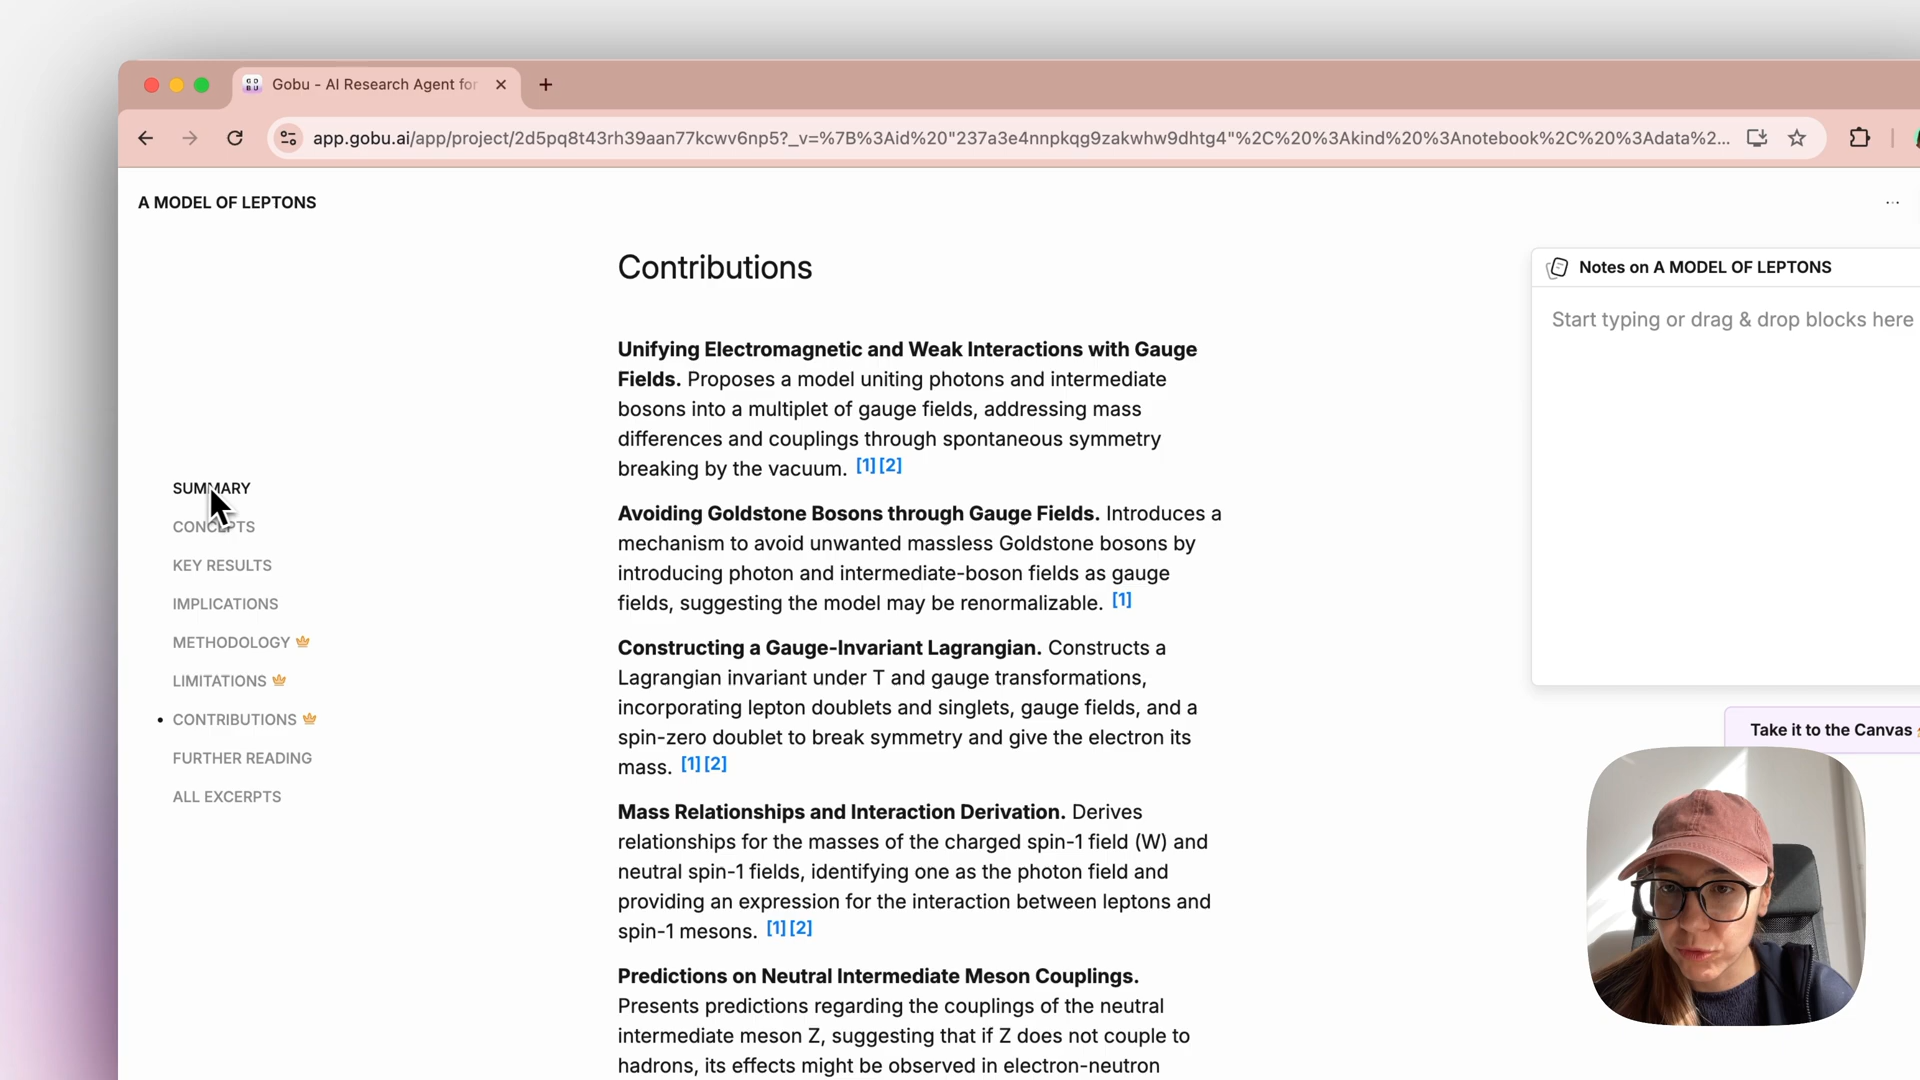 Gobu - AI Research Agent for
app.gobu.ai/app/project/2d5pq8t43rh39aan77kcwv6np5?_v=%7B%3Aid%20"237a3e4nnpkqg9zakwhw9dhtg4"%2C%20%3Akind%20%3Anotebook%2C%20%3Adata%2...
A MODEL OF LEPTONS
SUMMARY
CONCEPTS
KEY RESULTS
IMPLICATIONS
METHODOLOGY
LIMITATIONS
CONTRIBUTIONS
FURTHER READING
ALL EXCERPTS
Contributions
Unifying Electromagnetic and Weak Interactions with Gauge
Fields. Proposes a model uniting photons and intermediate
bosons into a multiplet of gauge fields, addressing mass
differences and couplings through spontaneous symmetry
breaking by the vacuum. [1][2]
Avoiding Goldstone Bosons through Gauge Fields. Introduces a
mechanism to avoid unwanted massless Goldstone bosons by
introducing photon and intermediate-boson fields as gauge
fields, suggesting the model may be renormalizable. [1]
Constructing a Gauge-Invariant Lagrangian. Constructs a
Lagrangian invariant under T and gauge transformations,
incorporating lepton doublets and singlets, gauge fields, and a
spin-zero doublet to break symmetry and give the electron its
mass. [1][2]
Mass Relationships and Interaction Derivation. Derives
relationships for the masses of the charged spin-1 field (W) and
neutral spin-1 fields, identifying one as the photon field and
providing an expression for the interaction between leptons and
spin-1 mesons. [1][2]
Predictions on Neutral Intermediate Meson Couplings.
Presents predictions regarding the couplings of the neutral
intermediate meson Z, suggesting that if Z does not couple to
hadrons, its effects might be observed in electron-neutron
Notes on A MODEL OF LEPTONS
Start typing or drag & drop blocks here
Take it to the Canvas